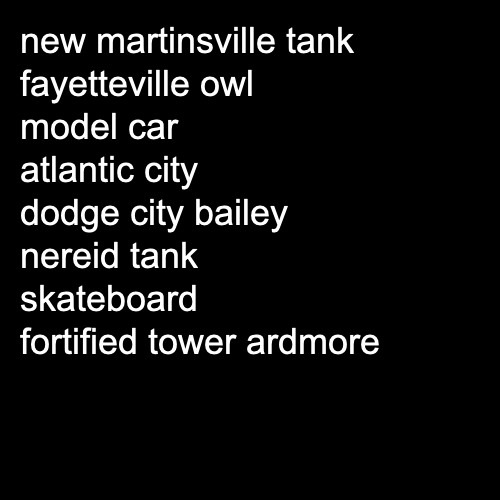 new martinsville tank
fayetteville owl
model car
atlantic city
dodge city bailey
nereid tank
skateboard
fortified tower ardmore